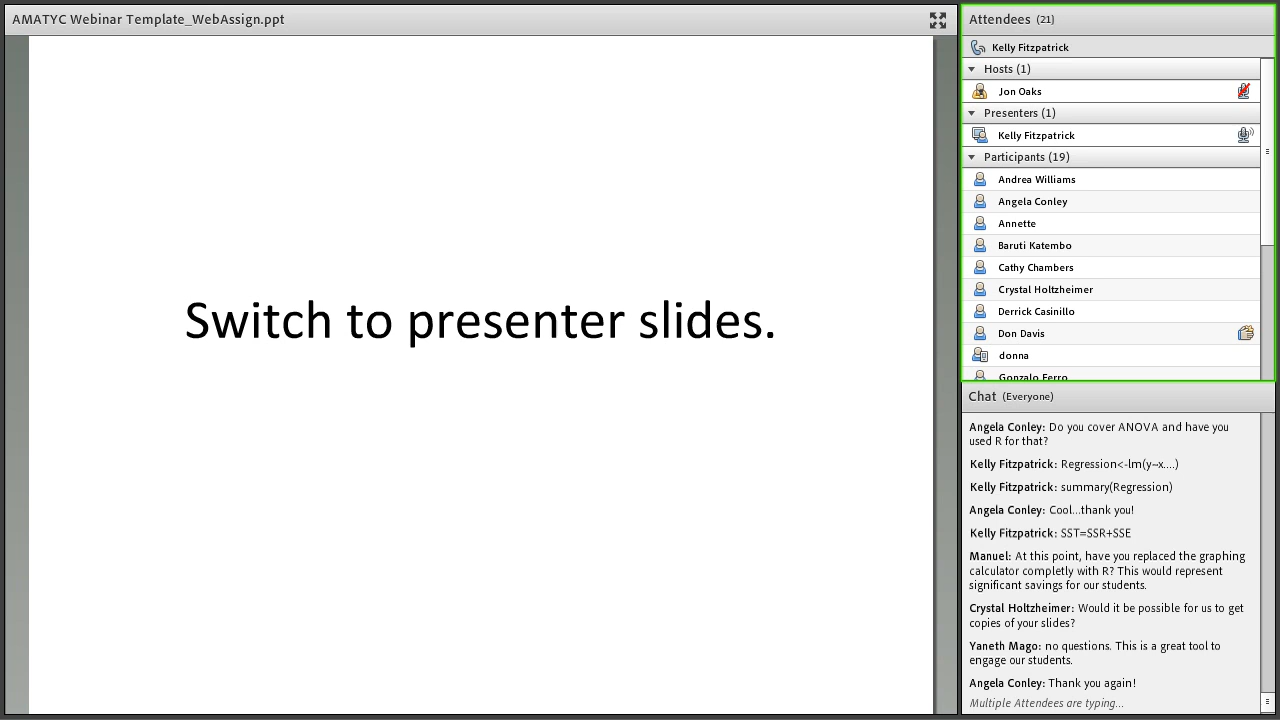 AMATYC Webinar Template_WebAssign.ppt
Switch to presenter slides.
Attendees (21)
Kelly Fitzpatrick
Hosts (1)
Jon Oaks
Presenters (1)
Kelly Fitzpatrick
Participants (19)
Andrea Williams
Angela Conley
Annette
Baruti Katembo
Cathy Chambers
Crystal Holtzheimer
Derrick Casinillo
Don Davis
donna
Gonzalo Ferro
Chat (Everyone)
Angela Conley: Do you cover ANOVA and have you
used R for that?
Kelly Fitzpatrick: Regression<-lm(y~x....)
Kelly Fitzpatrick: summary(Regression)
Angela Conley: Cool...thank you!
Kelly Fitzpatrick: SST=SSR+SSE
Manuel: At this point, have you replaced the graphing
calculator completly with R? This would represent
significant savings for our students.
Crystal Holtzheimer: Would it be possible for us to get
copies of your slides?
Yaneth Mago: no questions. This is a great tool to
engage our students.
Angela Conley: Thank you again!
Multiple Attendees are typing...